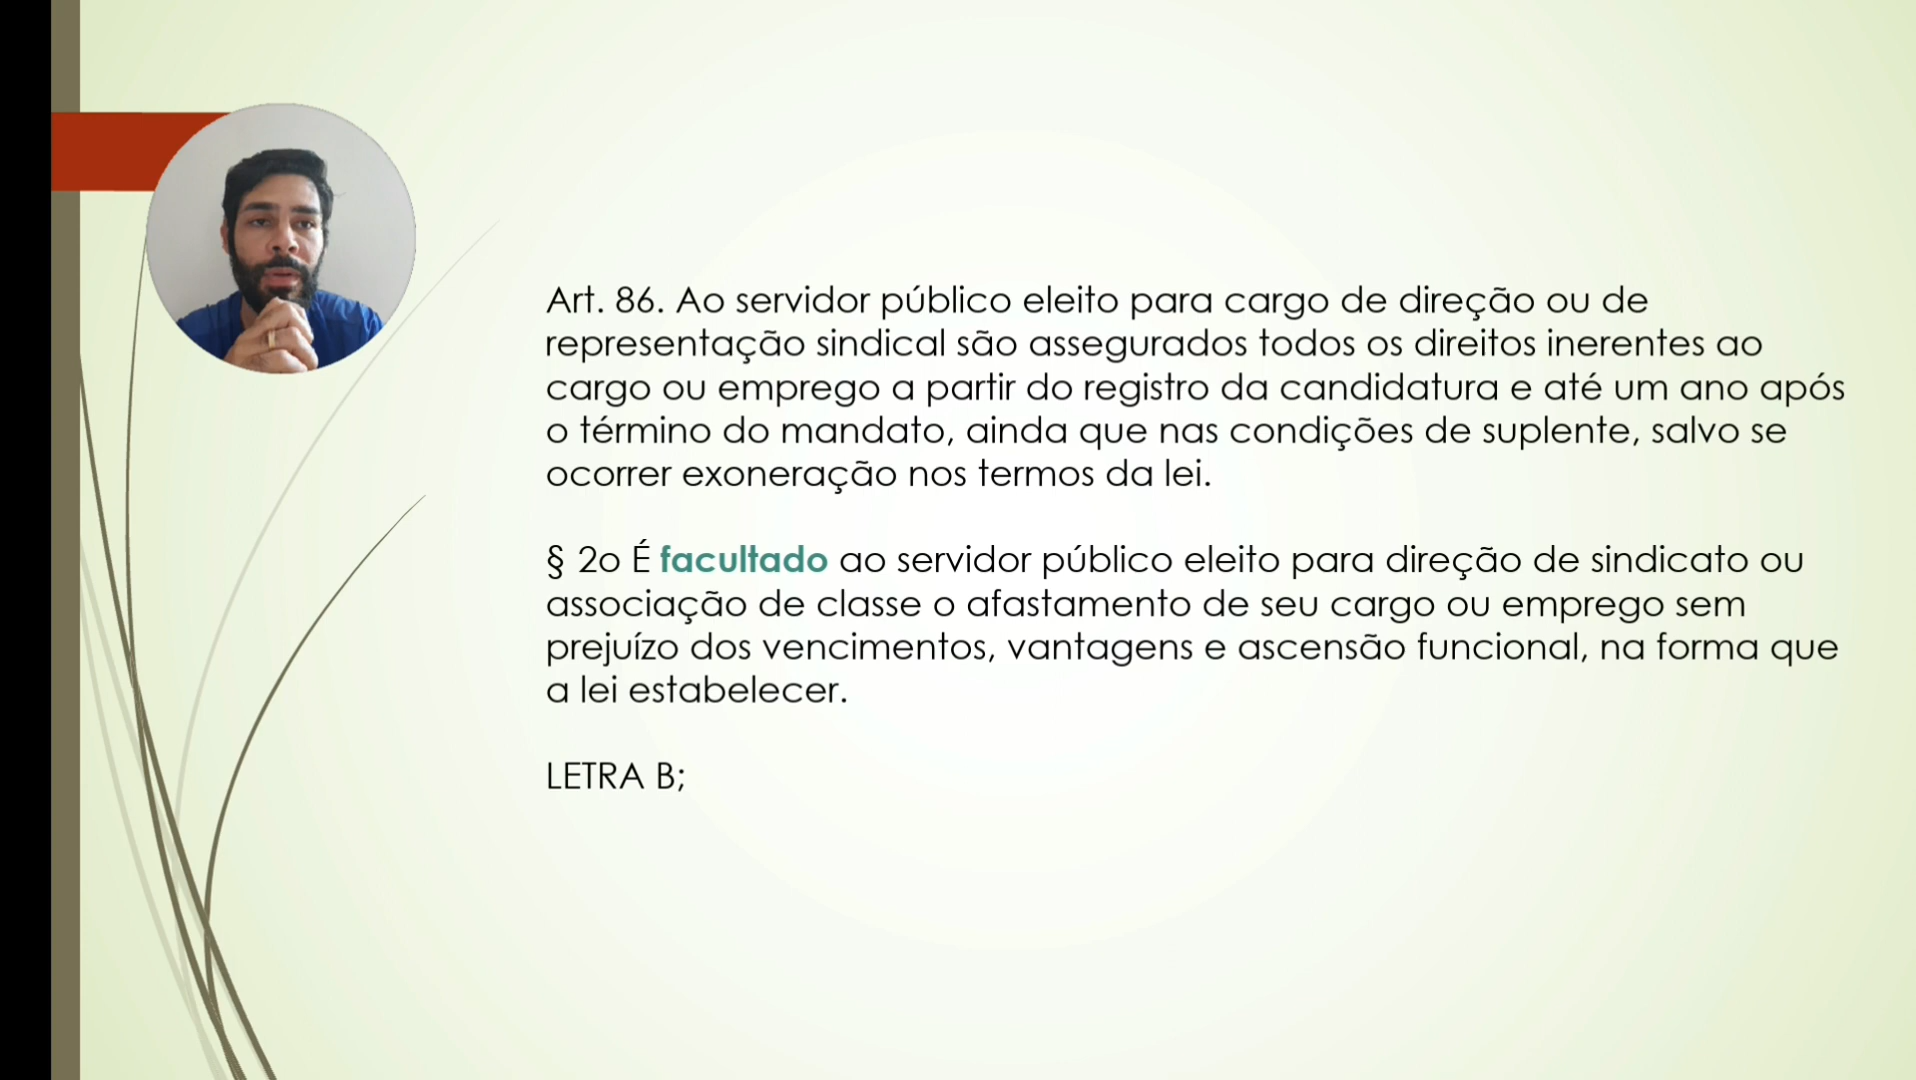 Art. 86. Ao servidor público eleito para cargo de direção ou de
representação sindical são assegurados todos os direitos inerentes ao
cargo ou emprego a partir do registro da candidatura e até um ano após
o término do mandato, ainda que nas condições de suplente, salvo se
ocorrer exoneração nos termos da lei.
§ 2o É facultado ao servidor público eleito para direção de sindicato ou
associação de classe o afastamento de seu cargo ou emprego sem
prejuízo dos vencimentos, vantagens e ascensão funcional, na forma que
a lei estabelecer.
LETRA B;